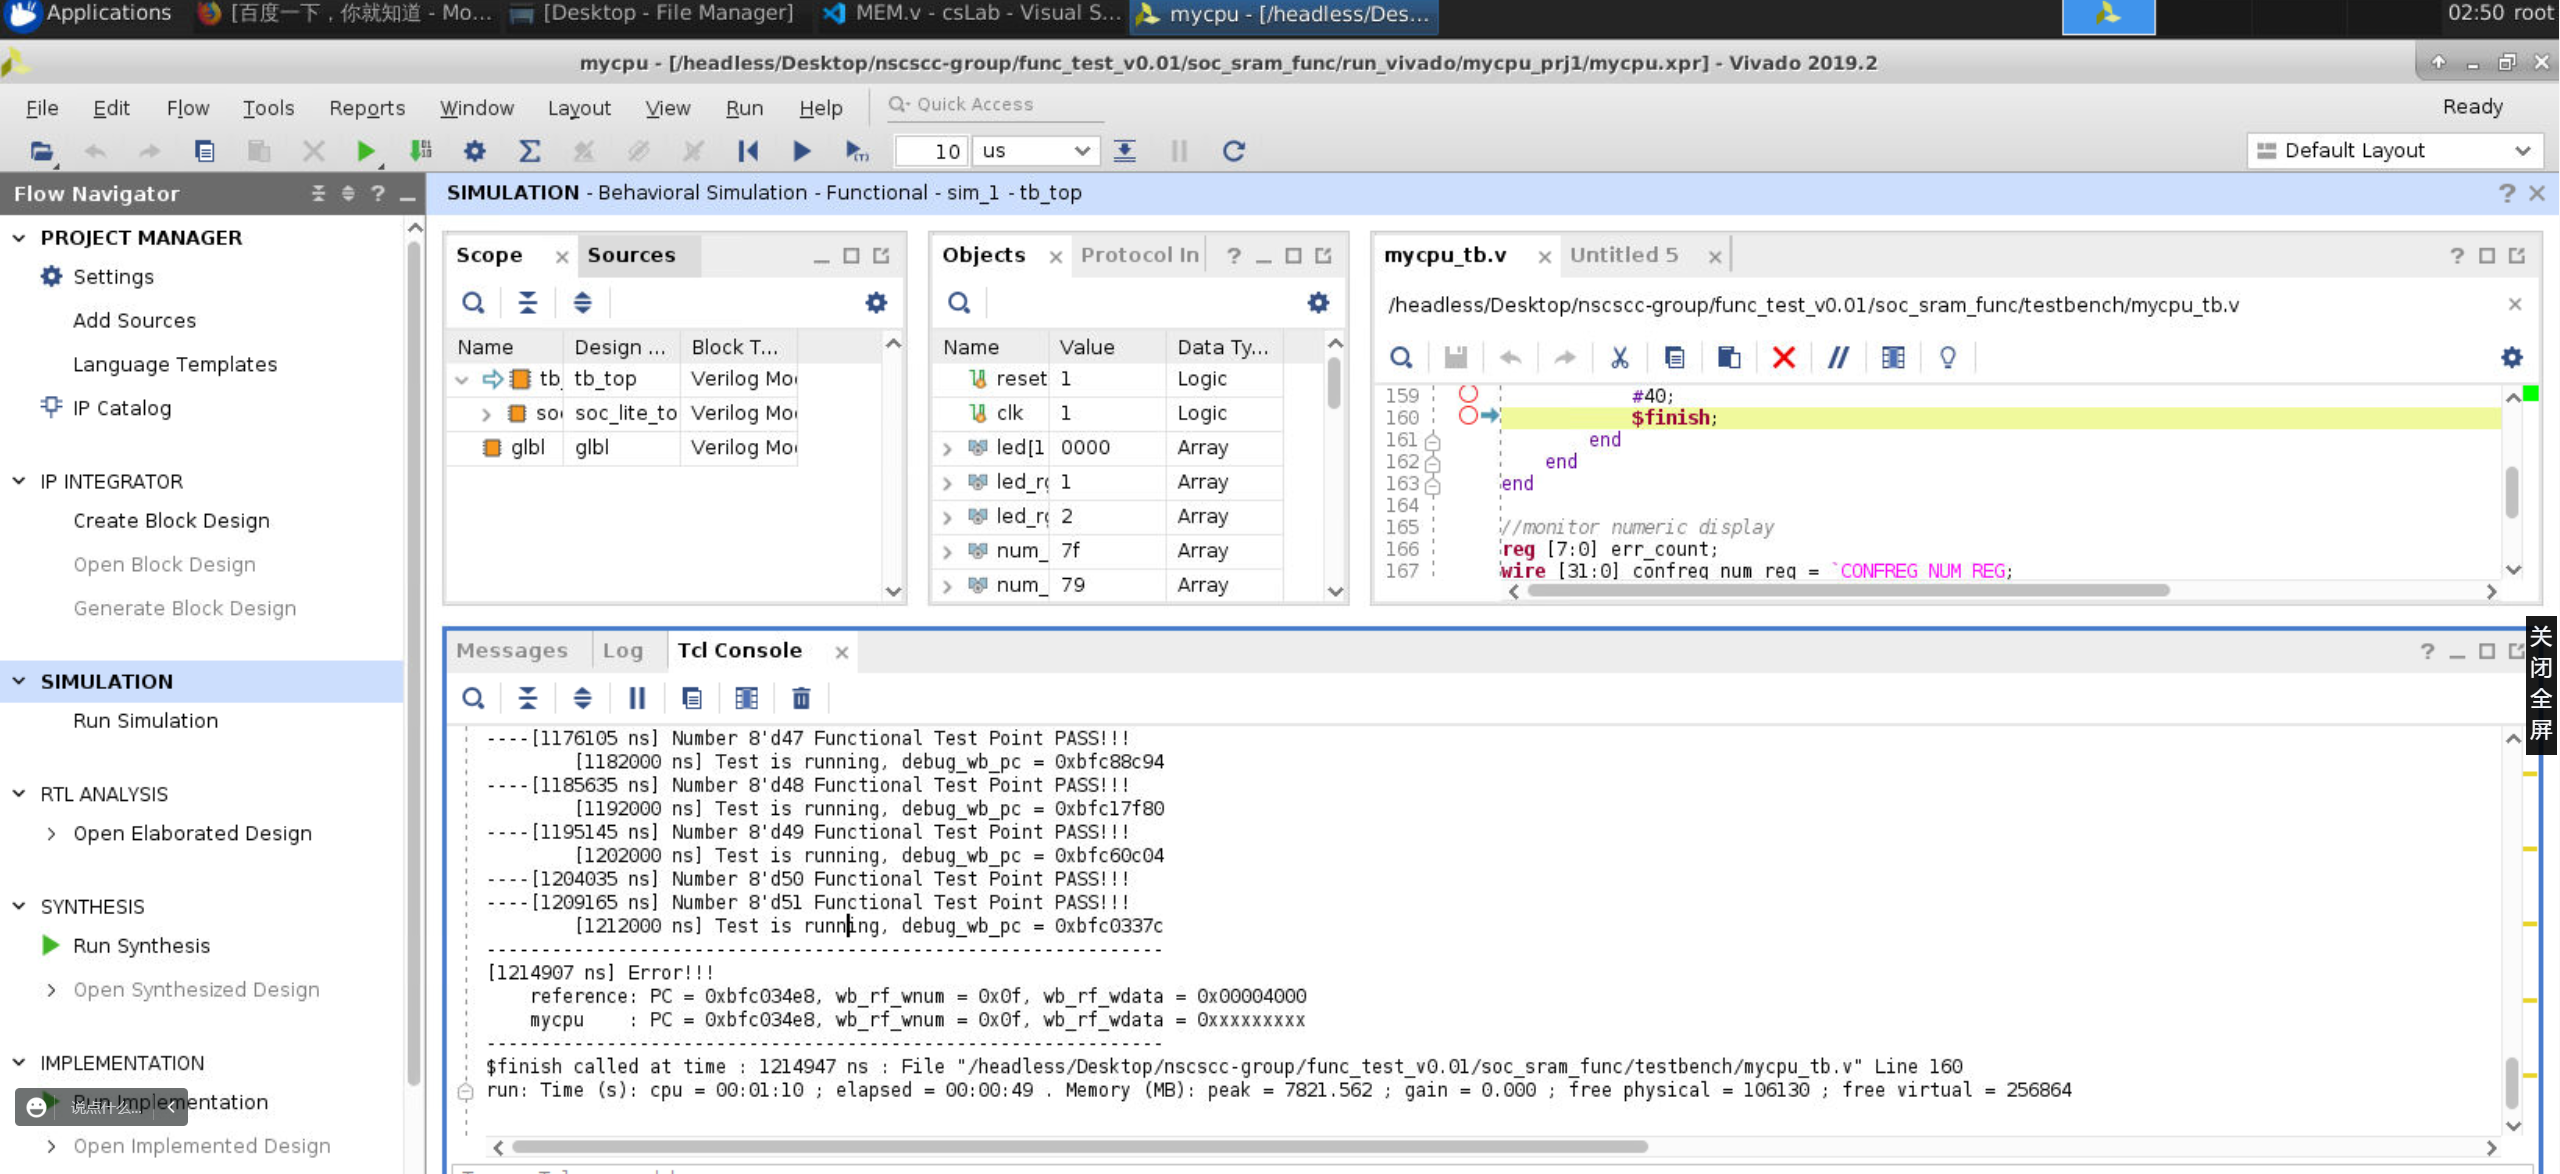 Applications
[百度一下，你就知道 - Mo...
[Desktop - File Manager]
MEM.v - csLab - Visual S...
mycpu - [/headless/Des...
02:50 root
mycpu - [/headless/Desktop/nscscc-group/func_test_v0.01/soc_sram_func/run_vivado/mycpu_prj1/mycpu.xpr] - Vivado 2019.2
File Edit Flow Tools Reports Window Layout View Run Help
Quick Access
Ready
10 us
Default Layout
Flow Navigator
SIMULATION - Behavioral Simulation - Functional - sim_1 - tb_top
PROJECT MANAGER
Settings
Add Sources
Language Templates
IP Catalog
IP INTEGRATOR
Create Block Design
Open Block Design
Generate Block Design
SIMULATION
Run Simulation
RTL ANALYSIS
Open Elaborated Design
SYNTHESIS
Run Synthesis
Open Synthesized Design
IMPLEMENTATION
Run Implementation
说点什么...
Open Implemented Design
Scope
Sources
Name Design ... Block T...
tb_ tb_top Verilog Mo
so soc_lite_to Verilog Mo
glbl glbl Verilog Mo
Objects
Protocol In
Name Value Data Ty...
reset 1 Logic
clk 1 Logic
led[1 0000 Array
led_r 1 Array
led_r 2 Array
num_ 7f Array
num_ 79 Array
mycpu_tb.v
Untitled 5
/headless/Desktop/nscscc-group/func_test_v0.01/soc_sram_func/testbench/mycpu_tb.v
159 #40;
160 $finish;
161 end
162 end
163 end
164
165 //monitor numeric display
166 reg [7:0] err_count;
167 wire [31:0] confreg_num_reg = `CONFREG_NUM_REG;
Messages
Log
Tcl Console
----[1176105 ns] Number 8'd47 Functional Test Point PASS!!!
[1182000 ns] Test is running, debug_wb_pc = 0xbfc88c94
----[1185635 ns] Number 8'd48 Functional Test Point PASS!!!
[1192000 ns] Test is running, debug_wb_pc = 0xbfc17f80
----[1195145 ns] Number 8'd49 Functional Test Point PASS!!!
[1202000 ns] Test is running, debug_wb_pc = 0xbfc60c04
----[1204035 ns] Number 8'd50 Functional Test Point PASS!!!
----[1209165 ns] Number 8'd51 Functional Test Point PASS!!!
[1212000 ns] Test is running, debug_wb_pc = 0xbfc0337c
--------------------------------------------------------------
[1214907 ns] Error!!!
reference: PC = 0xbfc034e8, wb_rf_wnum = 0x0f, wb_rf_wdata = 0x00004000
mycpu    : PC = 0xbfc034e8, wb_rf_wnum = 0x0f, wb_rf_wdata = 0xxxxxxxxx
--------------------------------------------------------------
$finish called at time : 1214947 ns : File "/headless/Desktop/nscscc-group/func_test_v0.01/soc_sram_func/testbench/mycpu_tb.v" Line 160
run: Time (s): cpu = 00:01:10 ; elapsed = 00:00:49 . Memory (MB): peak = 7821.562 ; gain = 0.000 ; free physical = 106130 ; free virtual = 256864
关闭全屏